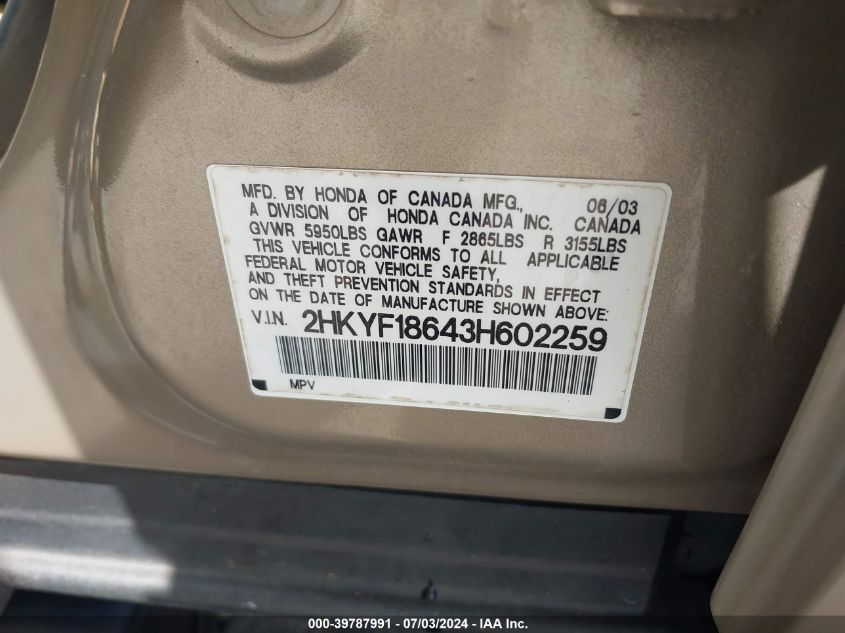 MFD. BY HONDA OF CANADA MFG., 06/03
A DIVISION OF HONDA CANADA INC. CANADA
GVWR 5950LBS GAWR F 2865LBS R 3155LBS
THIS VEHICLE CONFORMS TO ALL APPLICABLE
FEDERAL MOTOR VEHICLE SAFETY,
AND THEFT PREVENTION STANDARDS IN EFFECT
ON THE DATE OF MANUFACTURE SHOWN ABOVE:
V.I.N. 2HKYF18643H602259
MPV
000-39787991 - 07/03/2024 - IAA Inc.